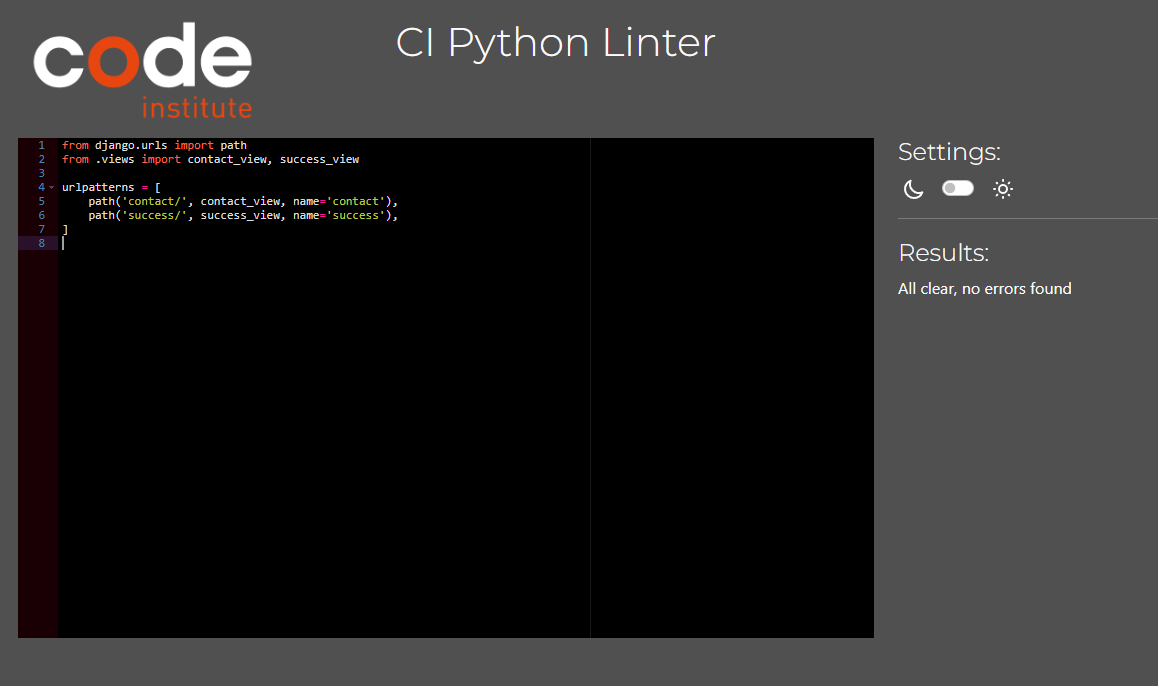 code
institute
CI Python Linter
1 from django.urls import path
2 from .views import contact_view, success_view
3
4 urlpatterns = [
5     path('contact/', contact_view, name='contact'),
6     path('success/', success_view, name='success'),
7 ]
8
Settings:
Results:
All clear, no errors found